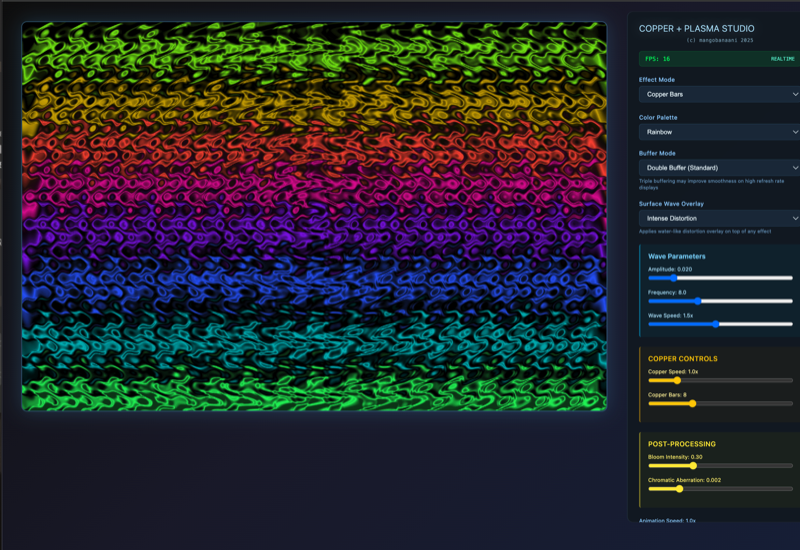 COPPER + PLASMA STUDIO
(c) mangobanaani 2025
FPS: 16 REALTIME
Effect Mode
Copper Bars
Color Palette
Rainbow
Buffer Mode
Double Buffer (Standard)
Triple buffering may improve smoothness on high refresh rate
displays
Surface Wave Overlay
Intense Distortion
Applies water-like distortion overlay on top of any effect
Wave Parameters
Amplitude: 0.030
Frequency: 8.0
Wave Speed: 1.5x
COPPER CONTROLS
Copper Speed: 1.0x
Copper Bars: 8
POST-PROCESSING
Bloom Intensity: 0.30
Chromatic Aberration: 0.002
Animation Speed: 1.0x